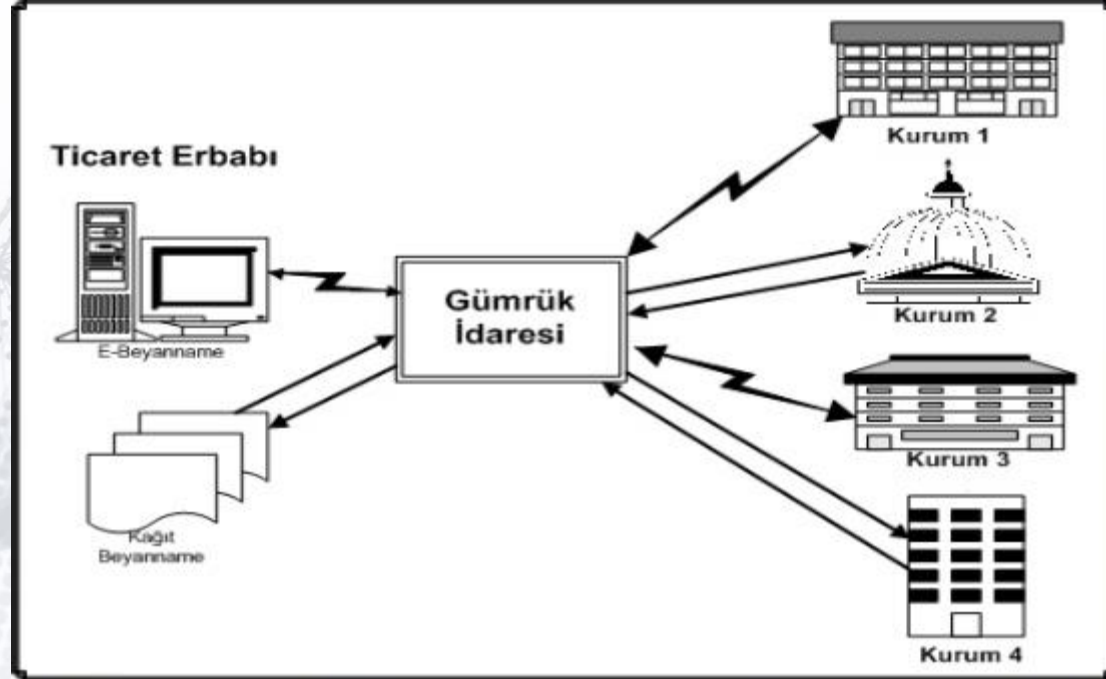 Ticaret Erbabı
E-Beyanname
Kağıt
Beyanname
Gümrük
İdaresi
Kurum 1
Kurum 2
Kurum 3
Kurum 4